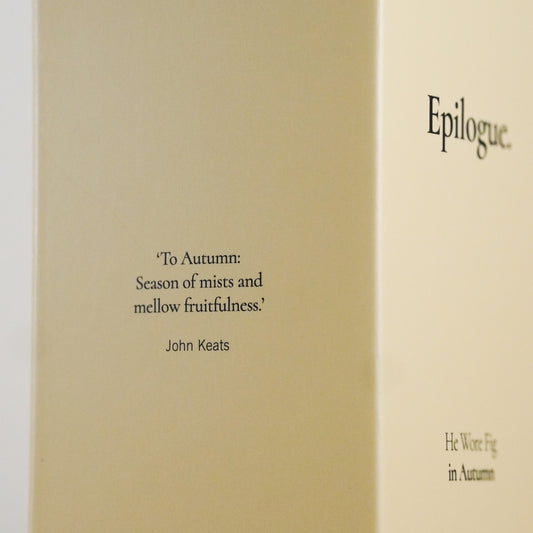 ‘To Autumn:
Season of mists and
mellow fruitfulness.’
John Keats
Epilogue.
He Wore Fig
in Autumn